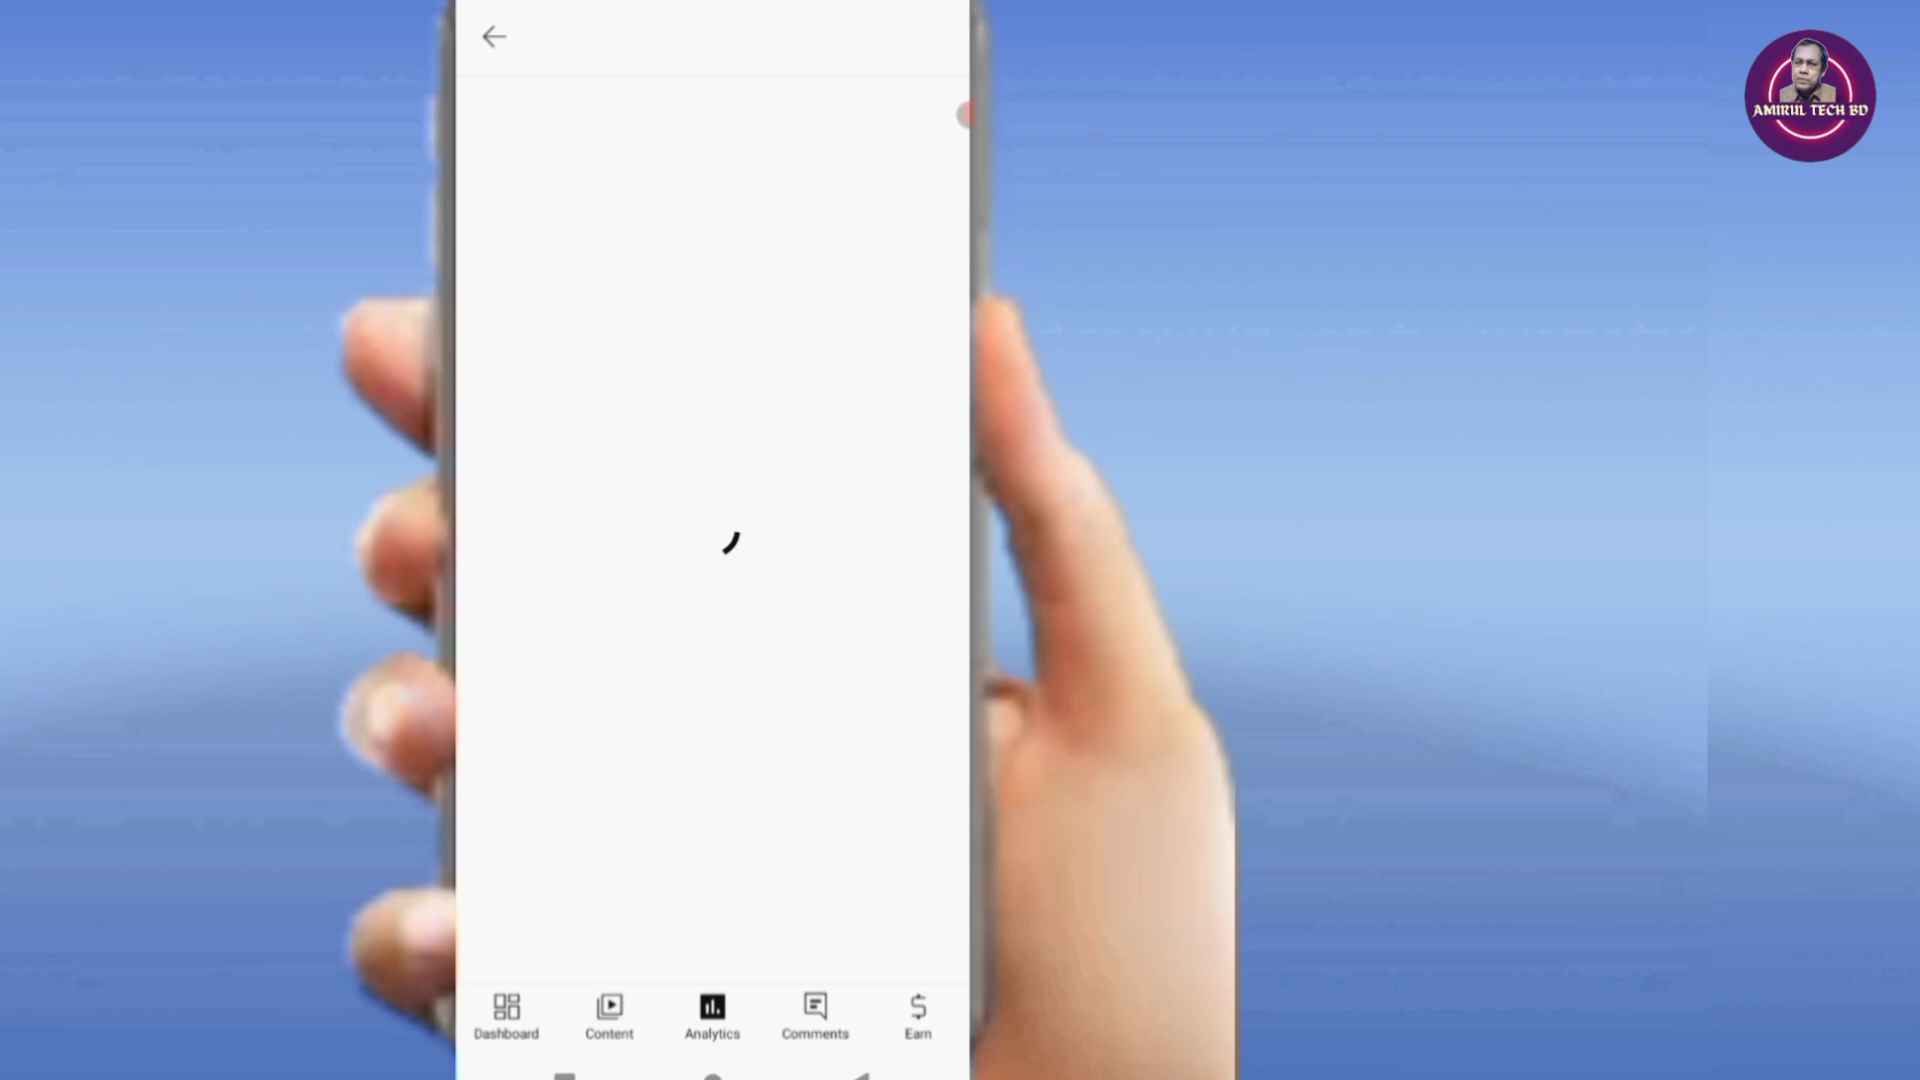 AMIRUL TECH BD
Dashboard
Content
Analytics
Comments
Earn